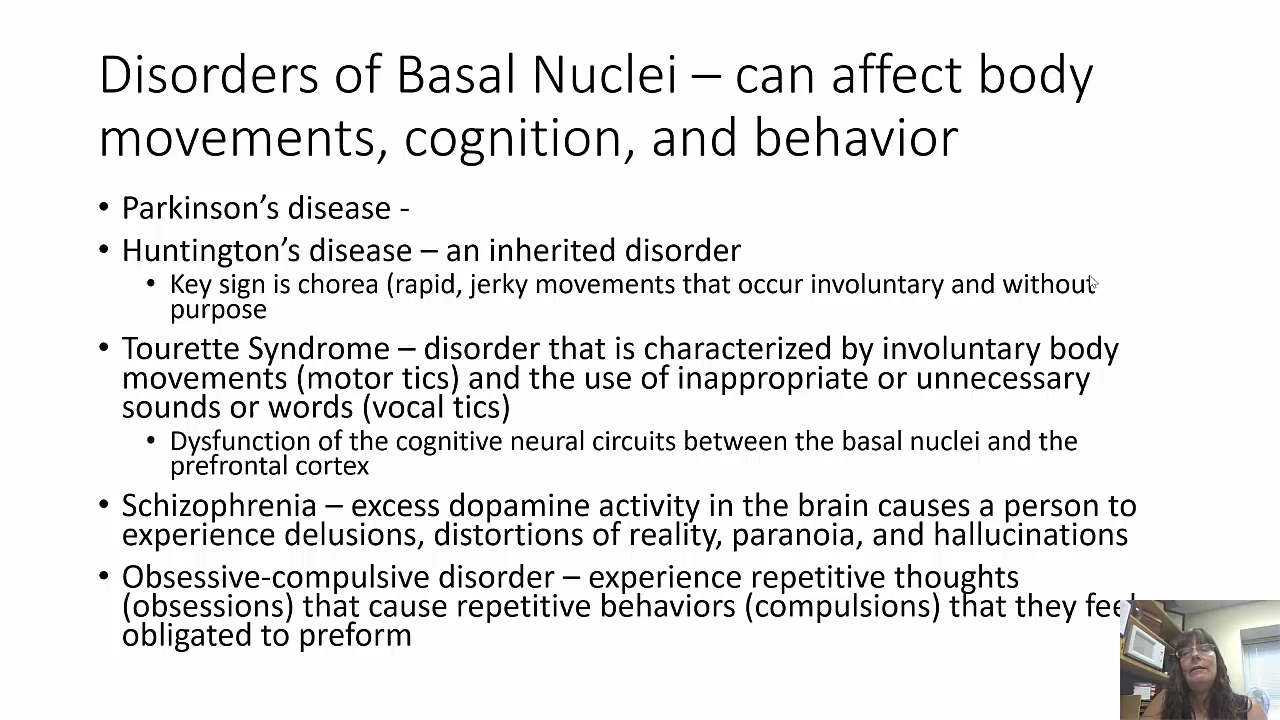 Disorders of Basal Nuclei – can affect body
movements, cognition, and behavior
• Parkinson’s disease -
• Huntington’s disease – an inherited disorder
• Key sign is chorea (rapid, jerky movements that occur involuntary and without
purpose
• Tourette Syndrome – disorder that is characterized by involuntary body
movements (motor tics) and the use of inappropriate or unnecessary
sounds or words (vocal tics)
• Dysfunction of the cognitive neural circuits between the basal nuclei and the
prefrontal cortex
• Schizophrenia – excess dopamine activity in the brain causes a person to
experience delusions, distortions of reality, paranoia, and hallucinations
• Obsessive-compulsive disorder – experience repetitive thoughts
(obsessions) that cause repetitive behaviors (compulsions) that they feel
obligated to preform